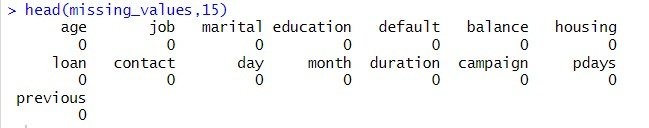 > head(missing_values,15)
age job marital education default balance housing
0 0 0 0 0 0 0
loan contact day month duration campaign pdays
0 0 0 0 0 0 0
previous
0